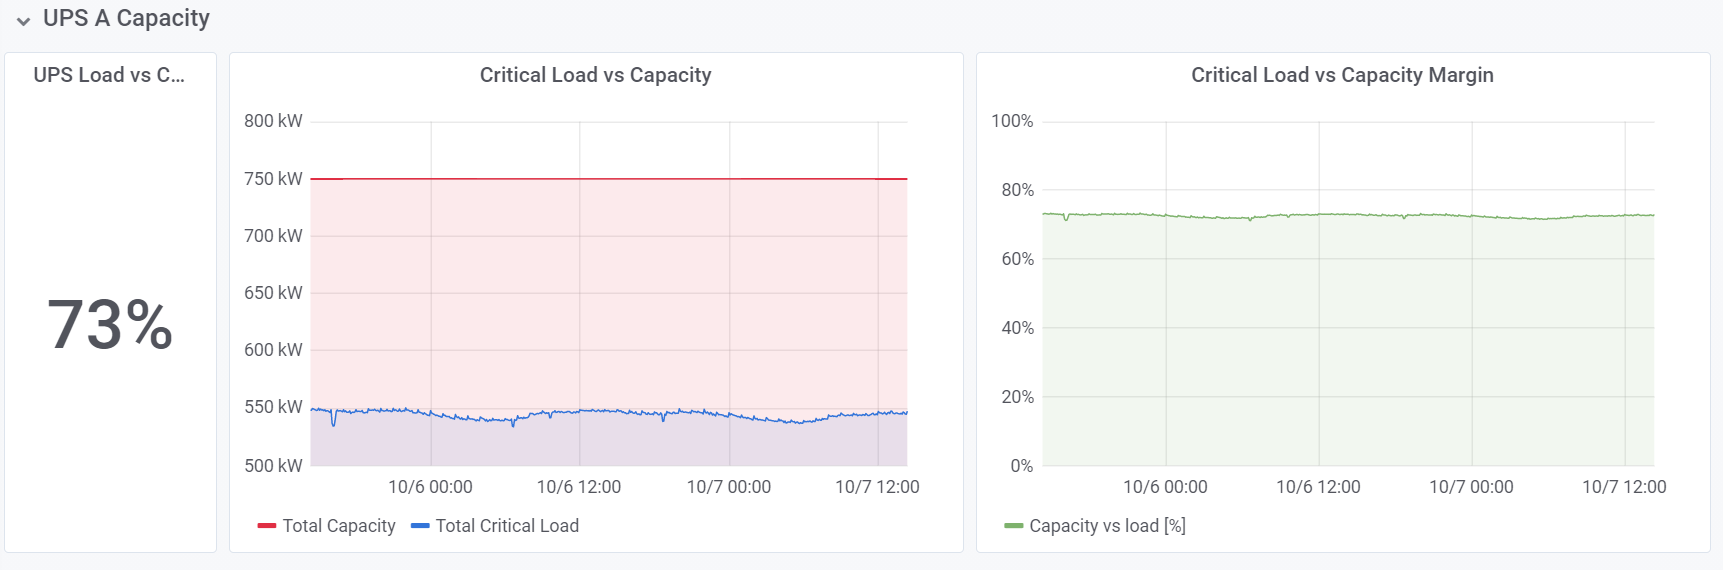 UPS A Capacity
UPS Load vs C...
73%
Critical Load vs Capacity
800 kW
750 kW
700 kW
650 kW
600 kW
550 kW
500 kW
10/6 00:00 10/6 12:00 10/7 00:00 10/7 12:00
Total Capacity Total Critical Load
Critical Load vs Capacity Margin
100%
80%
60%
40%
20%
0%
10/6 00:00 10/6 12:00 10/7 00:00 10/7 12:00
Capacity vs load [%]